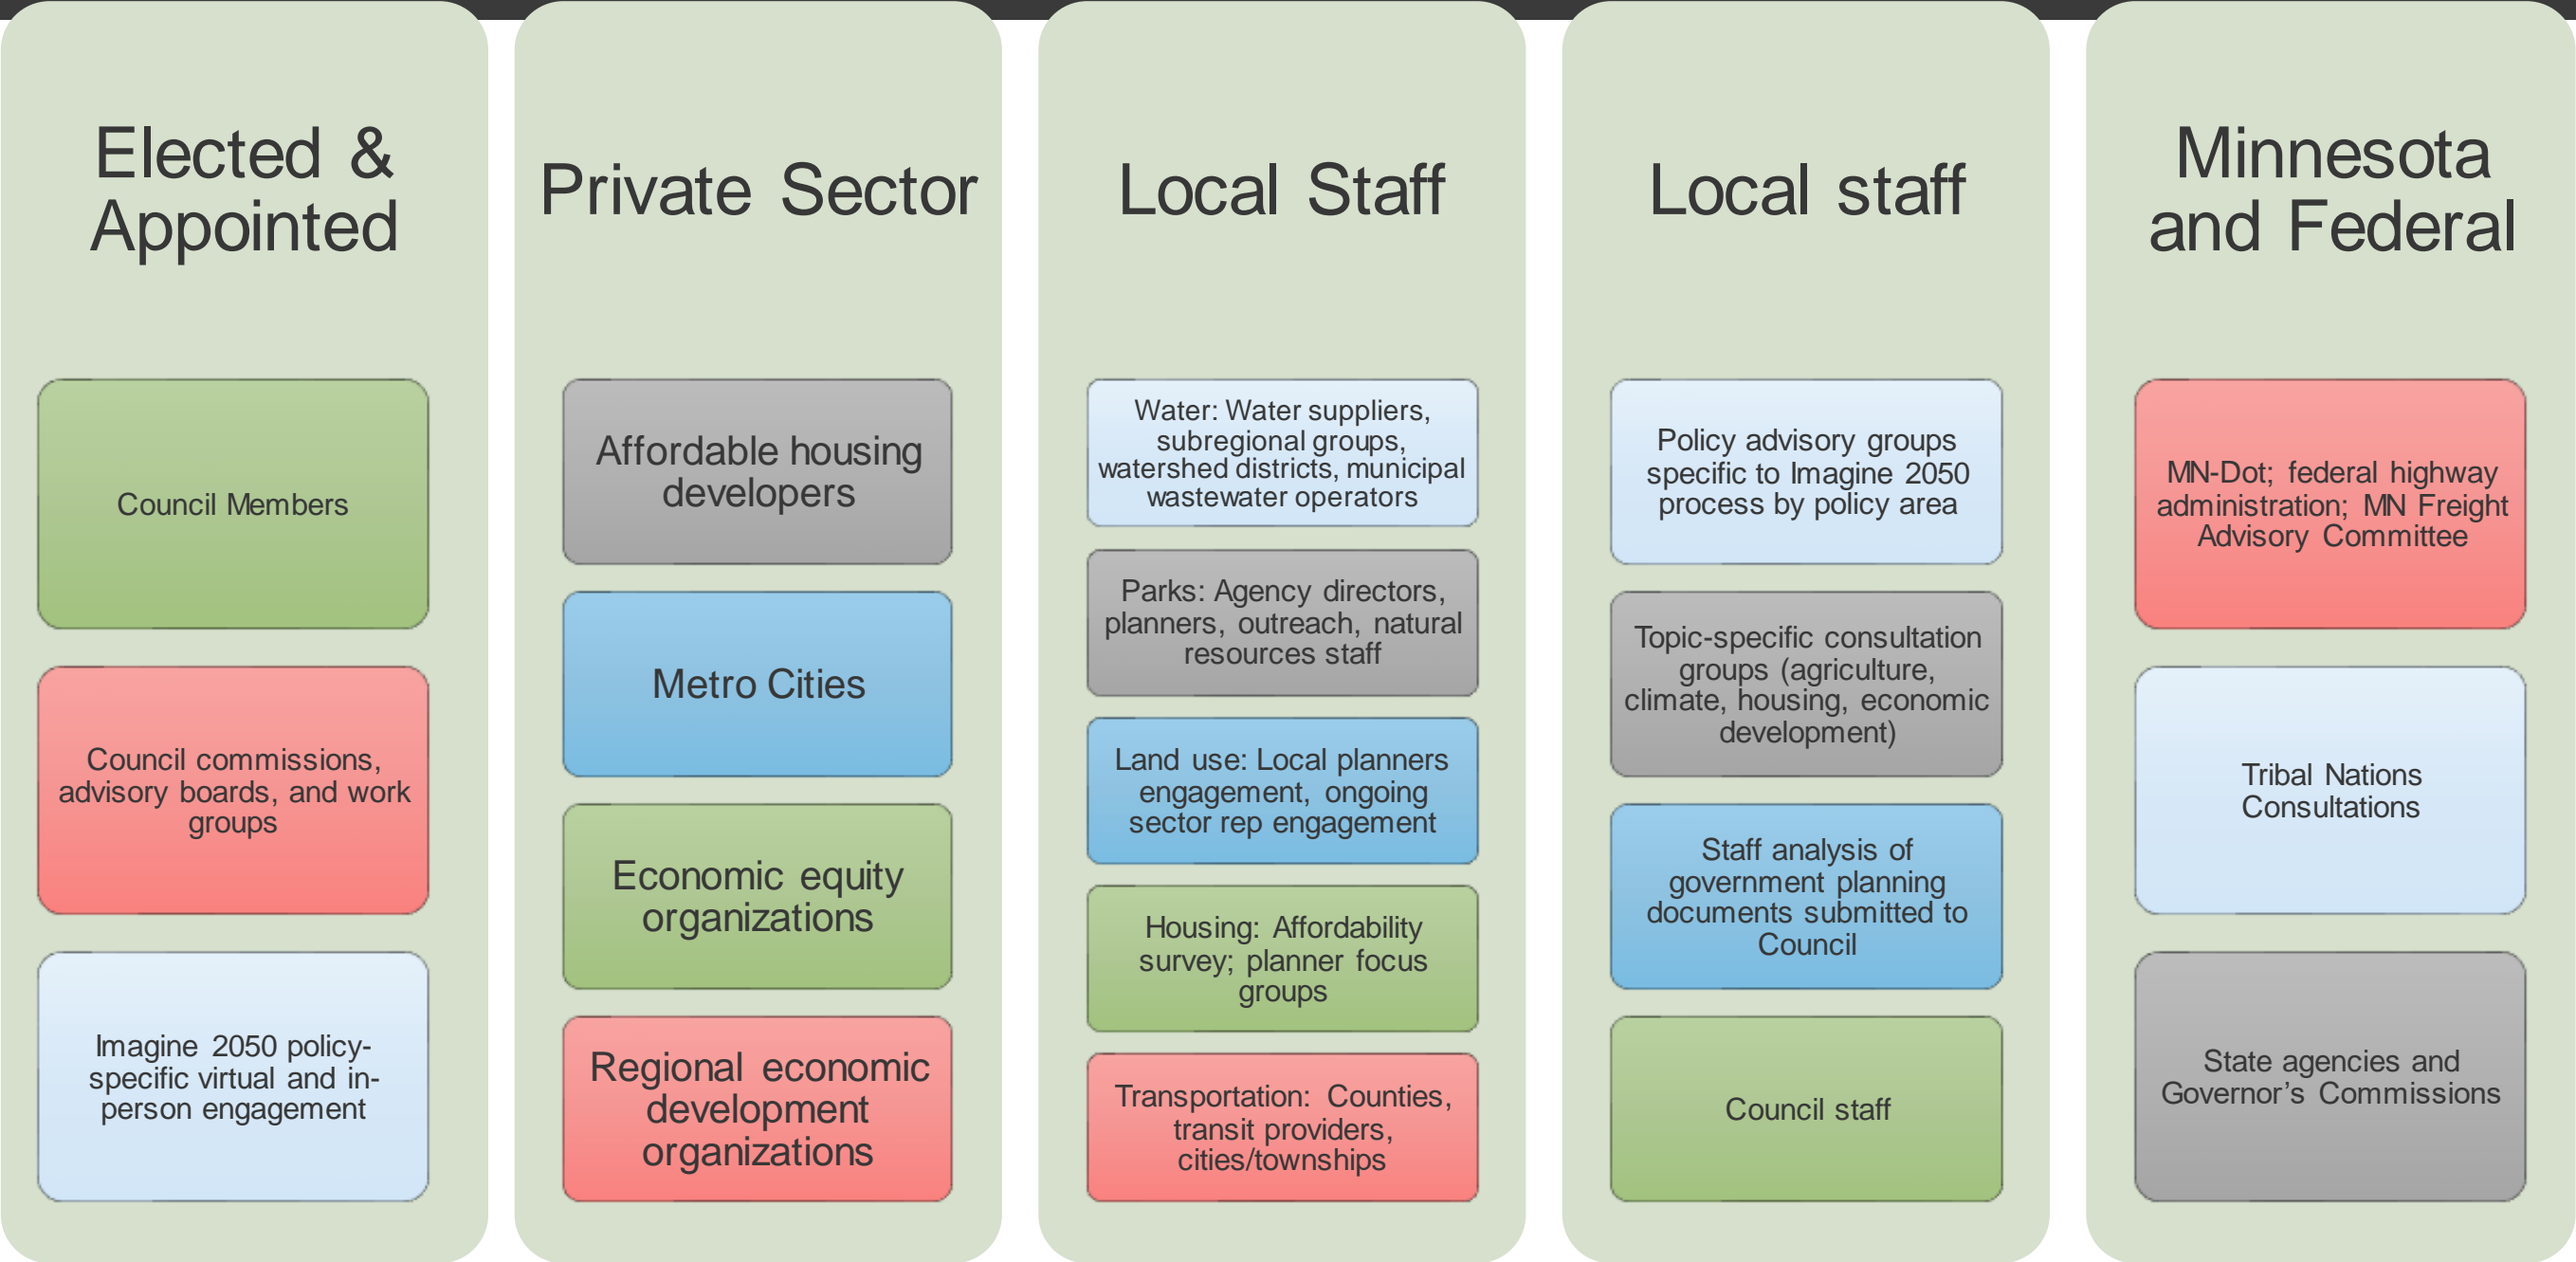 Elected &
Appointed
Council Members
Council commissions,
advisory boards, and work
groups
Imagine 2050 policy-
specific virtual and in-
person engagement
Private Sector
Affordable housing
developers
Metro Cities
Economic equity
organizations
Regional economic
development
organizations
Local Staff
Water: Water suppliers,
subregional groups,
watershed districts, municipal
wastewater operators
Parks: Agency directors,
planners, outreach, natural
resources staff
Land use: Local planners
engagement, ongoing
sector rep engagement
Housing: Affordability
survey; planner focus
groups
Transportation: Counties,
transit providers,
cities/townships
Local staff
Policy advisory groups
specific to Imagine 2050
process by policy area
Topic-specific consultation
groups (agriculture,
climate, housing, economic
development)
Staff analysis of
government planning
documents submitted to
Council
Council staff
Minnesota
and Federal
MN-Dot; federal highway
administration; MN Freight
Advisory Committee
Tribal Nations
Consultations
State agencies and
Governor’s Commissions